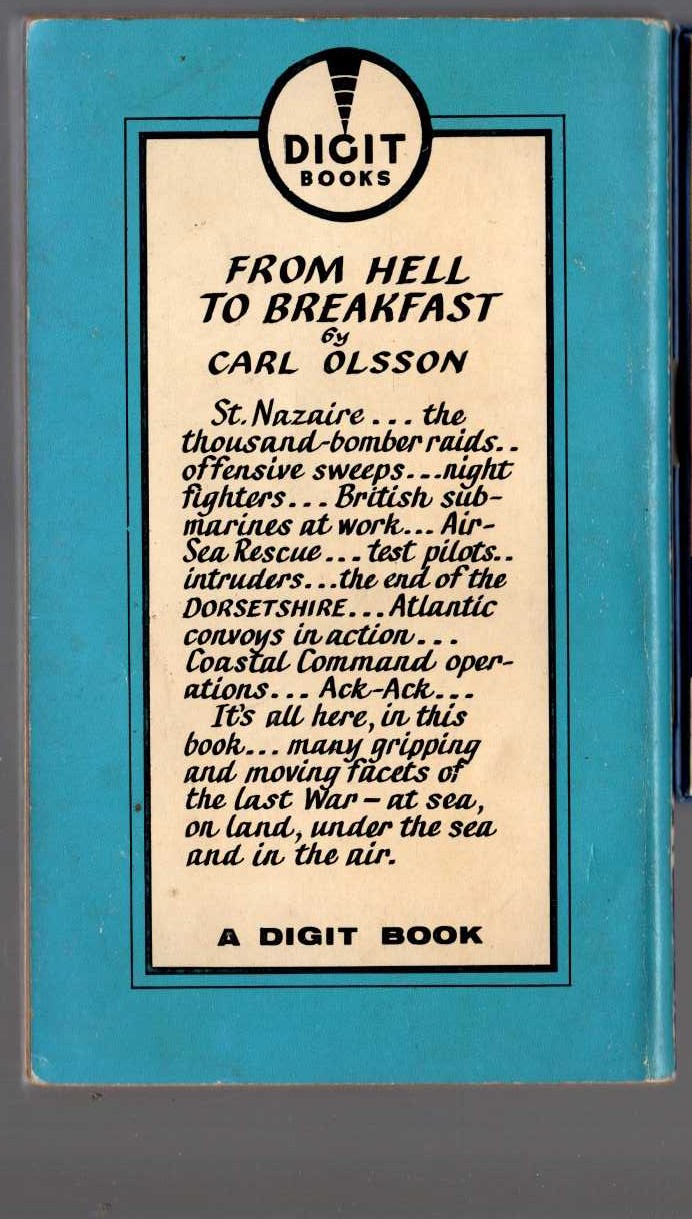 DIGIT
BOOKS
FROM HELL
TO BREAKFAST
by
CARL OLSSON
St. Nazaire ... the
thousand-bomber raids..
offensive sweeps...night
fighters... British sub-
marines at work... Air-
Sea Rescue ... test pilots..
intruders...the end of the
DORSETSHIRE... Atlantic
convoys in action...
Coastal Command oper-
ations... Ack-Ack...
It's all here, in this
book... many gripping
and moving facets of
the last War – at sea,
on land, under the sea
and in the air.
A DIGIT BOOK